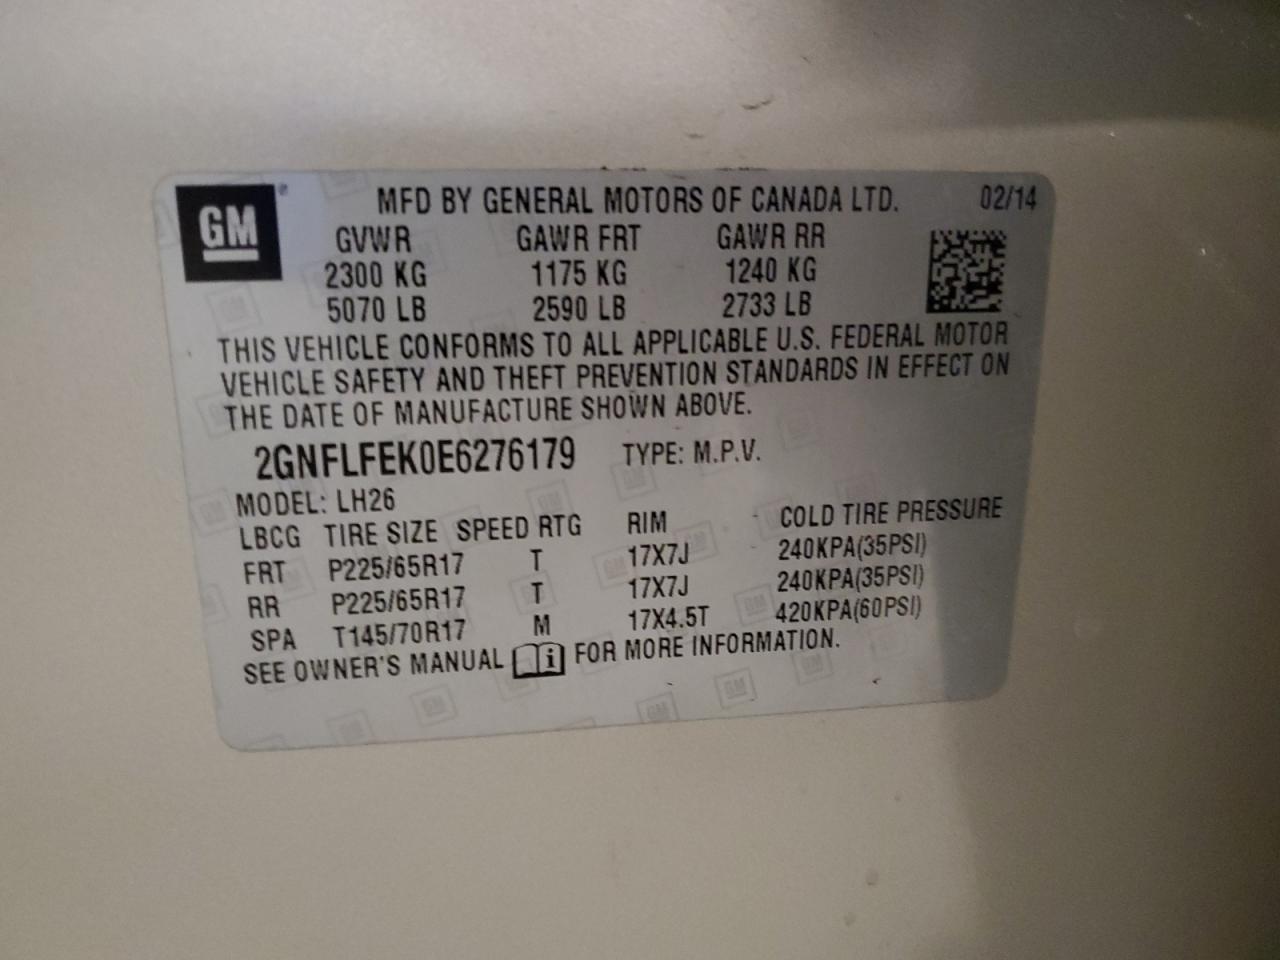 GM® MFD BY GENERAL MOTORS OF CANADA LTD. 02/14
GVWR GAWR FRT GAWR RR
2300 KG 1175 KG 1240 KG
5070 LB 2590 LB 2733 LB
THIS VEHICLE CONFORMS TO ALL APPLICABLE U.S. FEDERAL MOTOR
VEHICLE SAFETY AND THEFT PREVENTION STANDARDS IN EFFECT ON
THE DATE OF MANUFACTURE SHOWN ABOVE.
2GNFLFEK0E6276179 TYPE: M.P.V.
MODEL: LH26
LBCG TIRE SIZE SPEED RTG RIM COLD TIRE PRESSURE
FRT P225/65R17 T 17X7J 240KPA(35PSI)
RR P225/65R17 T 17X7J 240KPA(35PSI)
SPA T145/70R17 M 17X4.5T 420KPA(60PSI)
SEE OWNER'S MANUAL i FOR MORE INFORMATION.